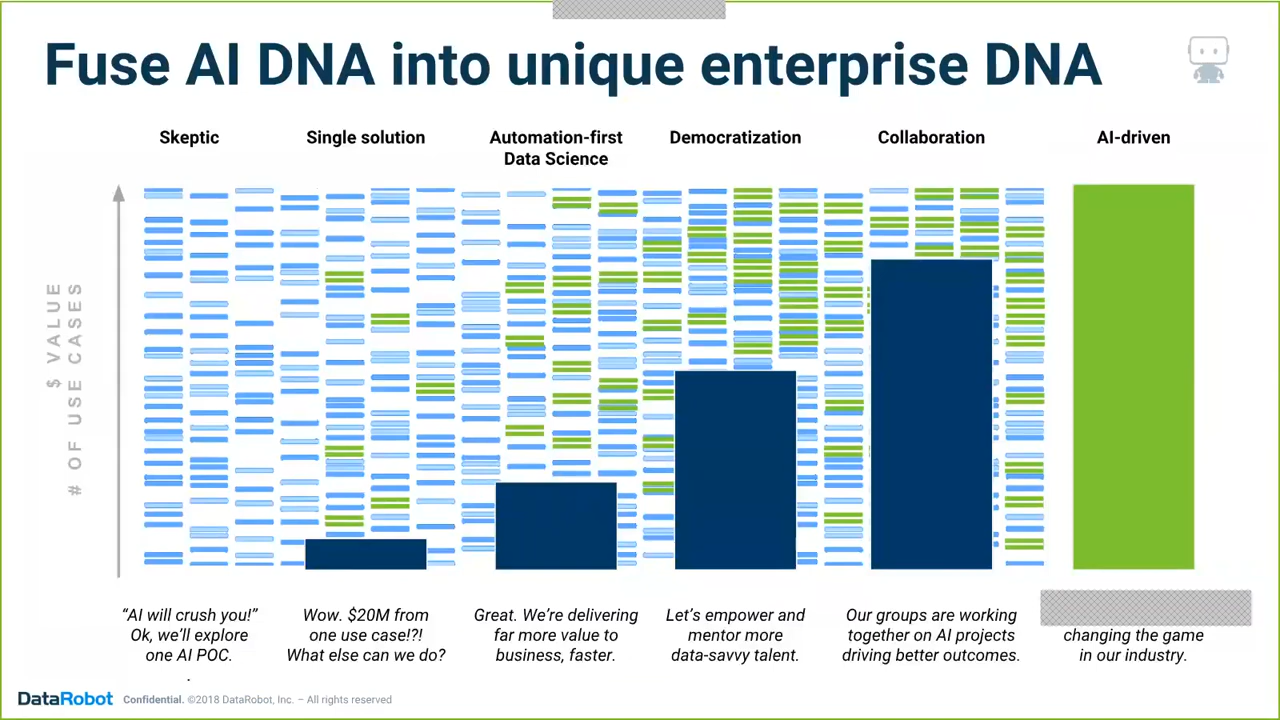 Fuse AI DNA into unique enterprise DNA
Skeptic
Single solution
Automation-first
Data Science
Democratization
Collaboration
AI-driven
$ VALUE
# OF USE CASES
“AI will crush you!”
Ok, we’ll explore
one AI POC.
.
Wow. $20M from
one use case!?!
What else can we do?
Great. We’re delivering
far more value to
business, faster.
Let’s empower and
mentor more
data-savvy talent.
Our groups are working
together on AI projects
driving better outcomes.
changing the game
in our industry.
DataRobot
Confidential. ©2018 DataRobot, Inc. – All rights reserved